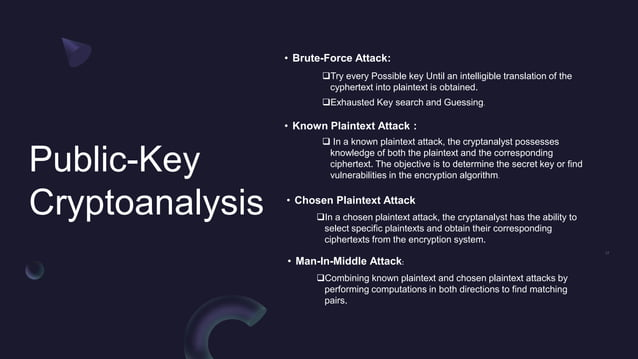 Public-Key
Cryptoanalysis
• Brute-Force Attack:
❑Try every Possible key Until an intelligible translation of the
cyphertext into plaintext is obtained.
❑Exhausted Key search and Guessing.
• Known Plaintext Attack :
❑ In a known plaintext attack, the cryptanalyst possesses
knowledge of both the plaintext and the corresponding
ciphertext. The objective is to determine the secret key or find
vulnerabilities in the encryption algorithm.
• Chosen Plaintext Attack
❑In a chosen plaintext attack, the cryptanalyst has the ability to
select specific plaintexts and obtain their corresponding
ciphertexts from the encryption system.
• Man-In-Middle Attack:
❑Combining known plaintext and chosen plaintext attacks by
performing computations in both directions to find matching
pairs.